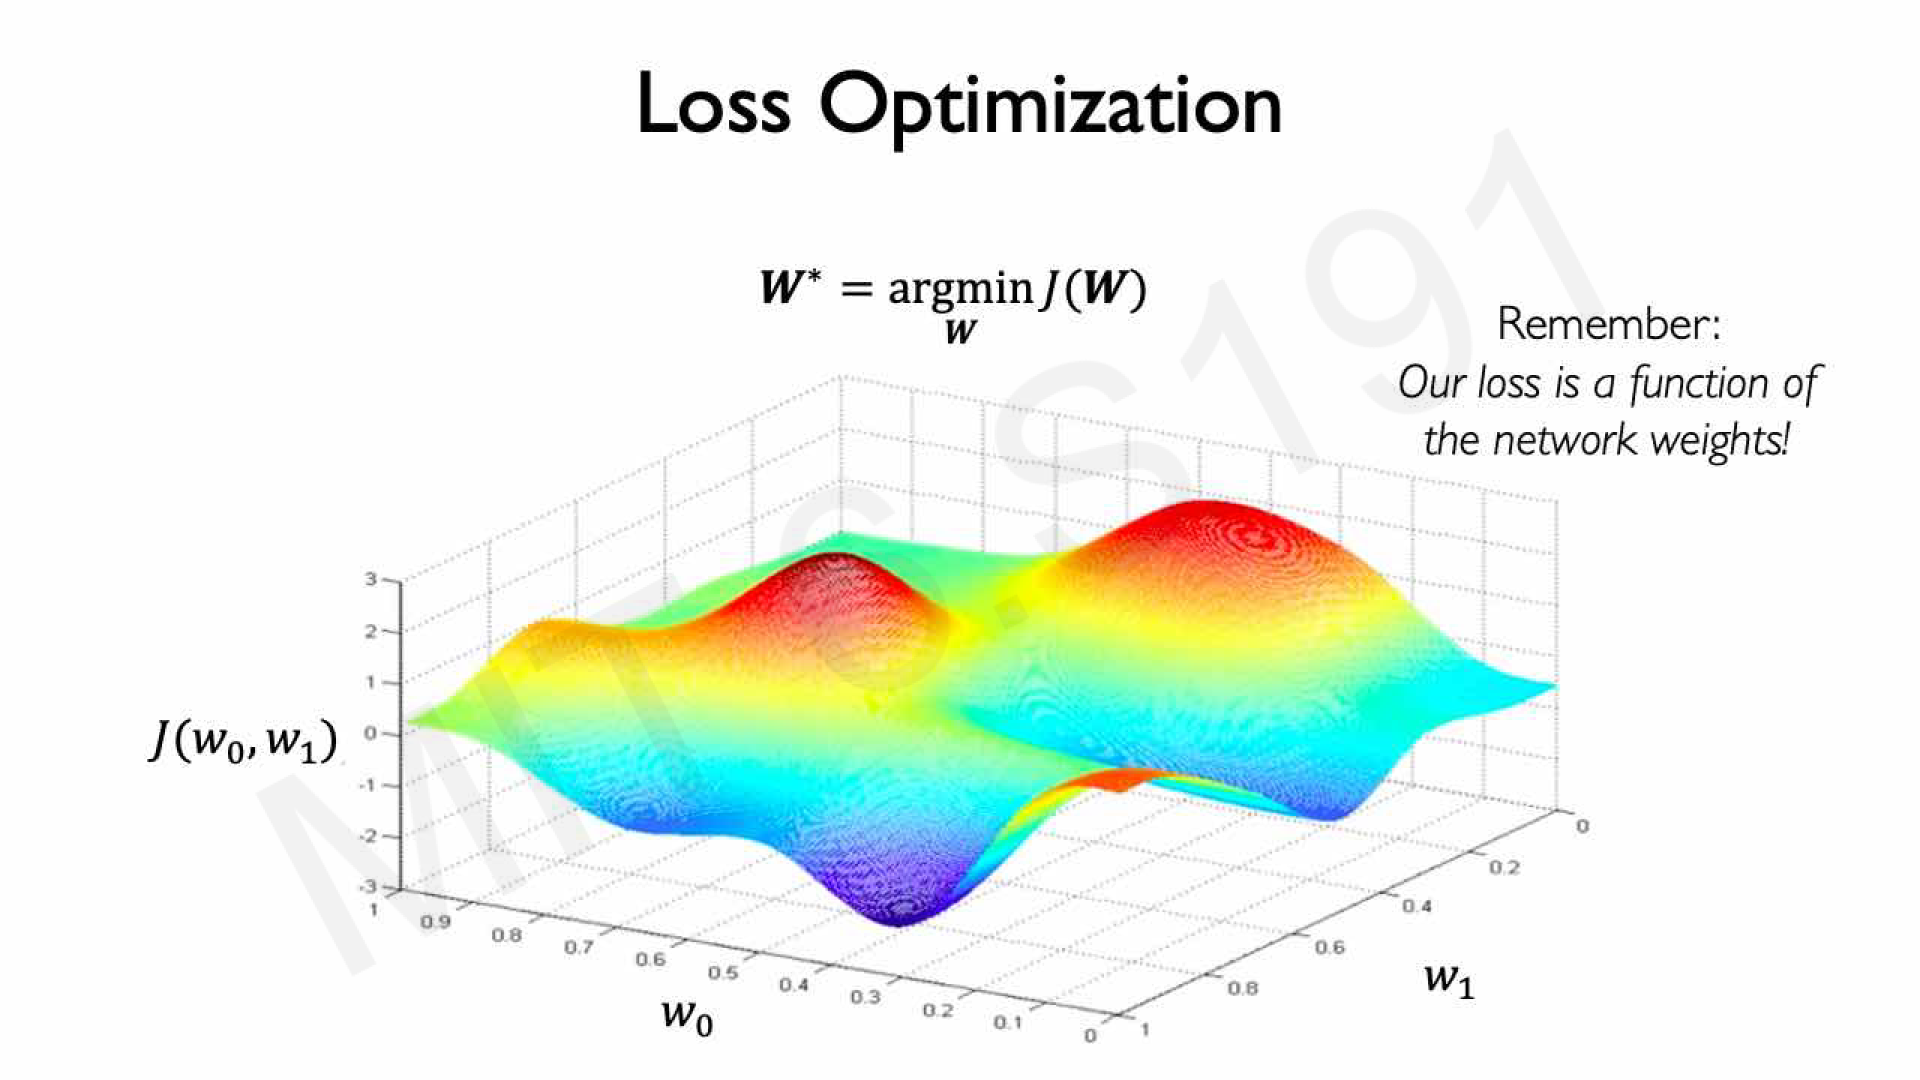 Loss Optimization
W* = argmin J(W)
W
Remember:
Our loss is a function of
the network weights!
J(w₀, w₁)
3
2
1
0
-1
-2
-3
1
0.9
0.8
0.7
0.6
0.5
0.4
0.3
0.2
0.1
0
w₀
1
0.8
0.6
0.4
0.2
0
w₁
MIT 6.S191